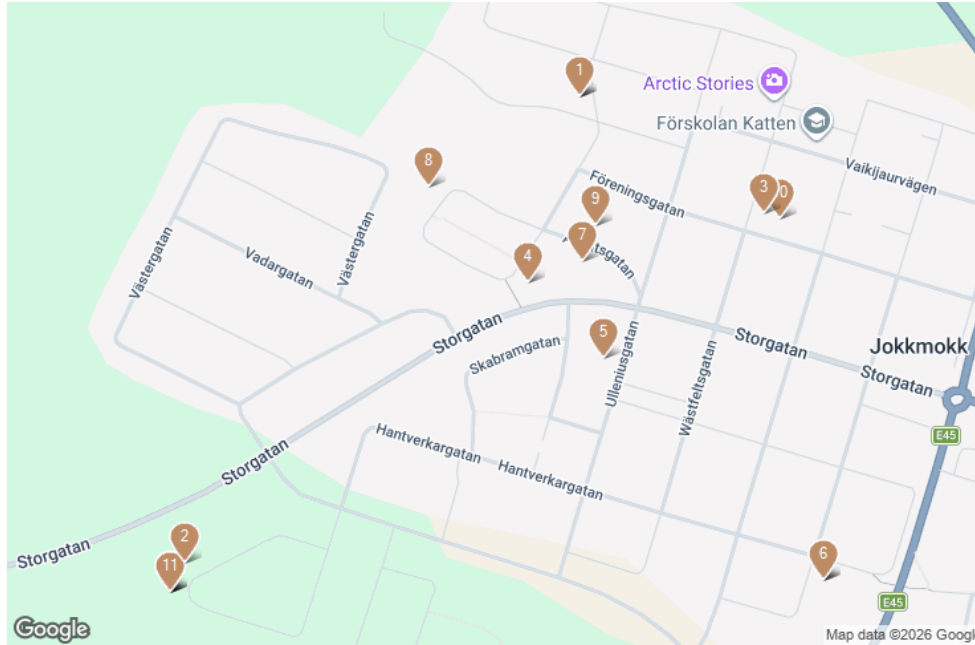 1
Arctic Stories
Förskolan Katten
Vaikijaurvägen
8
Föreningsgatan
3
9
7
4
Västergatan
Västergatan
Vadargatan
Storgatan
5
Skabramgatan
Ulleniusgatan
Wästfeltsgatan
Storgatan
Jokkmokk
Storgatan
E45
Hantverkargatan
Storgatan
Hantverkargatan
2
Storgatan
11
6
E45
Google
Map data ©2026 Googl